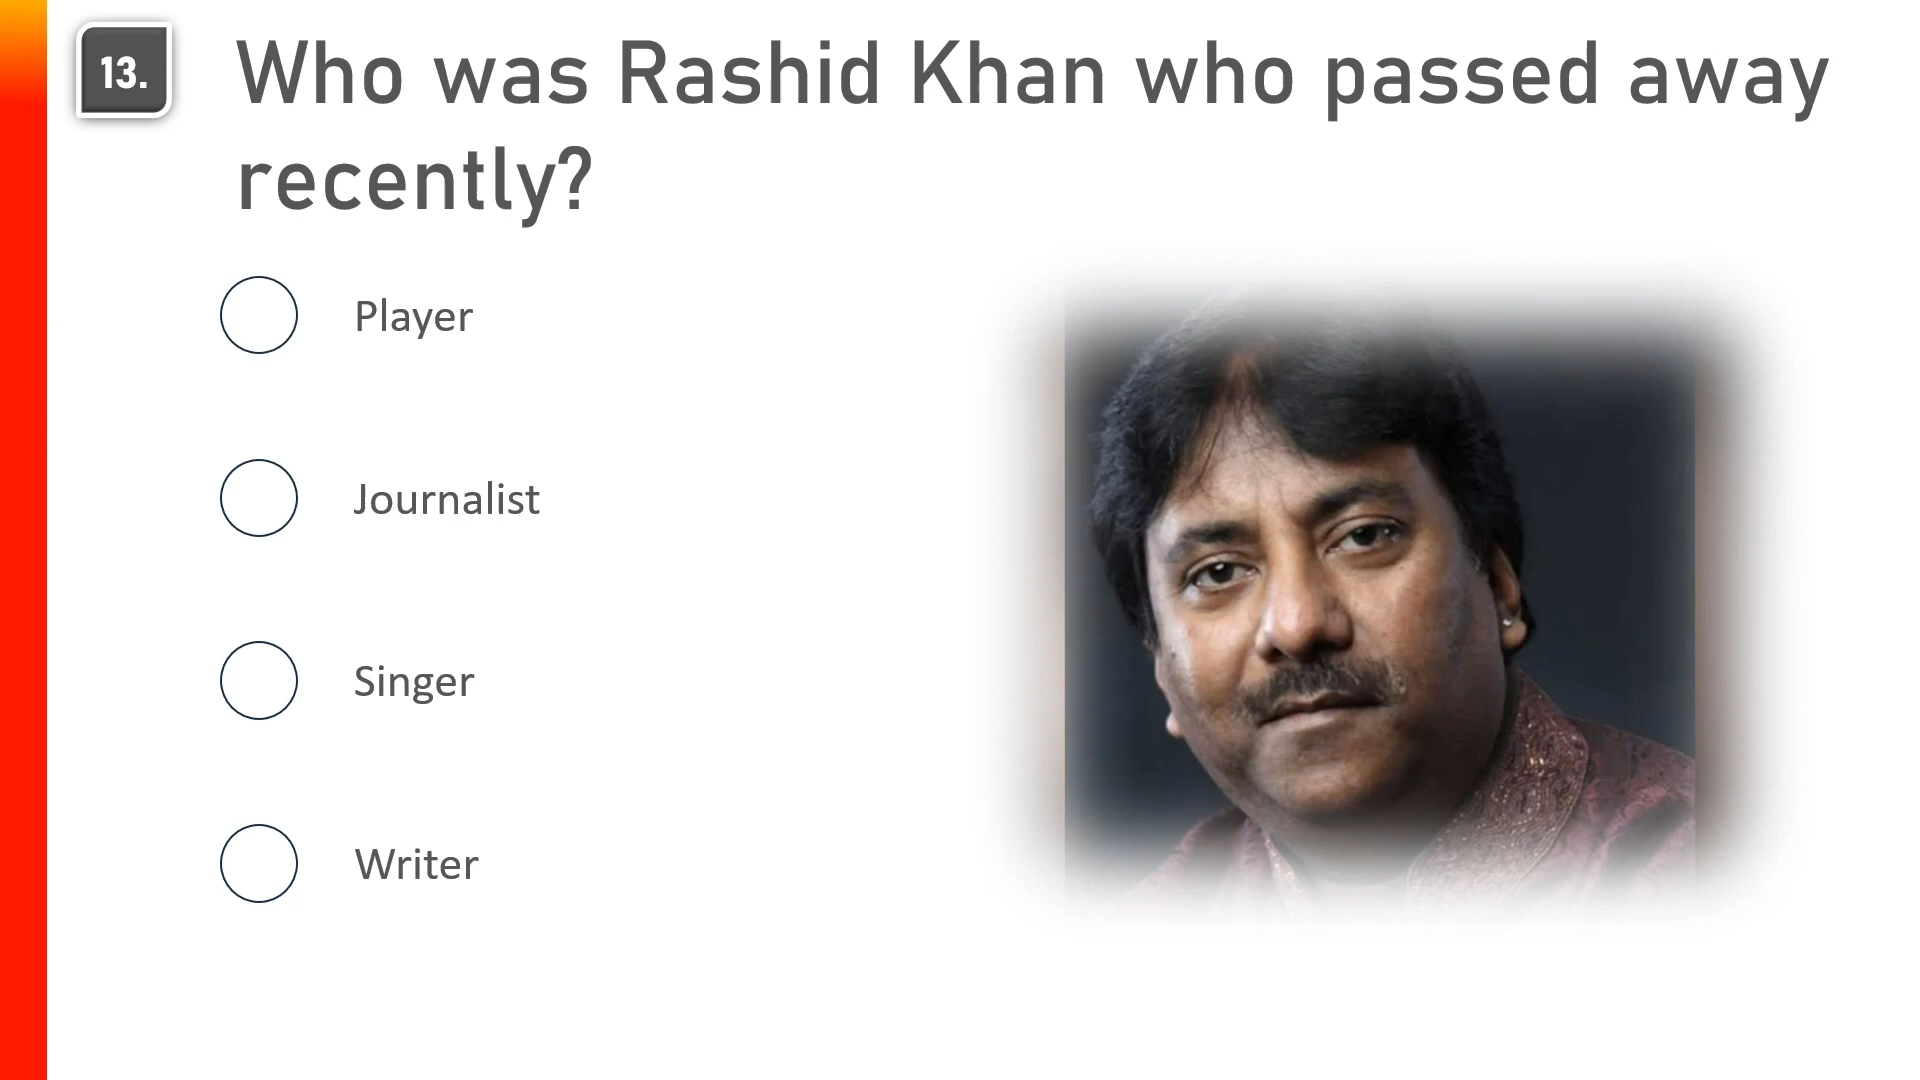 13.
Who was Rashid Khan who passed away
recently?
Player
Journalist
Singer
Writer